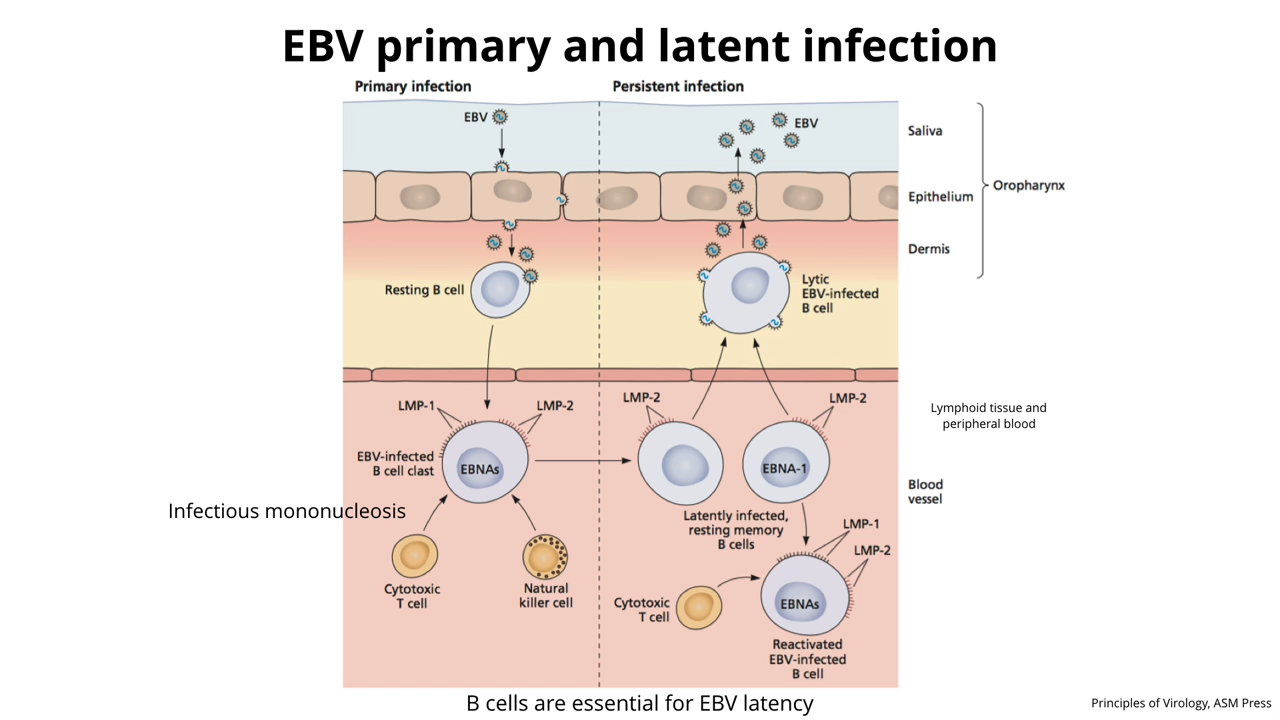 EBV primary and latent infection
Primary infection
Persistent infection
EBV
EBV
Saliva
Epithelium
Oropharynx
Dermis
Resting B cell
Lytic
EBV-infected
B cell
LMP-1
LMP-2
LMP-2
LMP-2
Lymphoid tissue and
peripheral blood
EBV-infected
B cell clast
EBNAs
EBNA-1
Blood
vessel
Infectious mononucleosis
Latently infected,
resting memory
B cells
LMP-1
LMP-2
Cytotoxic
T cell
Natural
killer cell
Cytotoxic
T cell
EBNAs
Reactivated
EBV-infected
B cell
B cells are essential for EBV latency
Principles of Virology, ASM Press